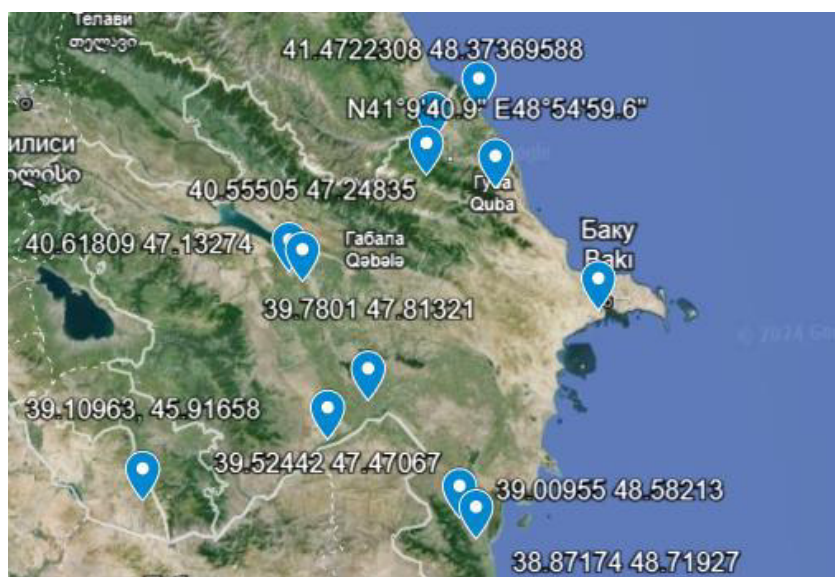 Телави
თელავი
41.4722308 48.37369588
N41°9'40.9" E48°54'59.6"
илиси
Губа
Quba
40.55505 47.24835
Баку
Bakı
40.61809 47.13274
Габала
Qəbələ
39.7801 47.81321
39.10963, 45.91658
39.52442 47.47067
39.00955 48.58213
38.87174 48.71927